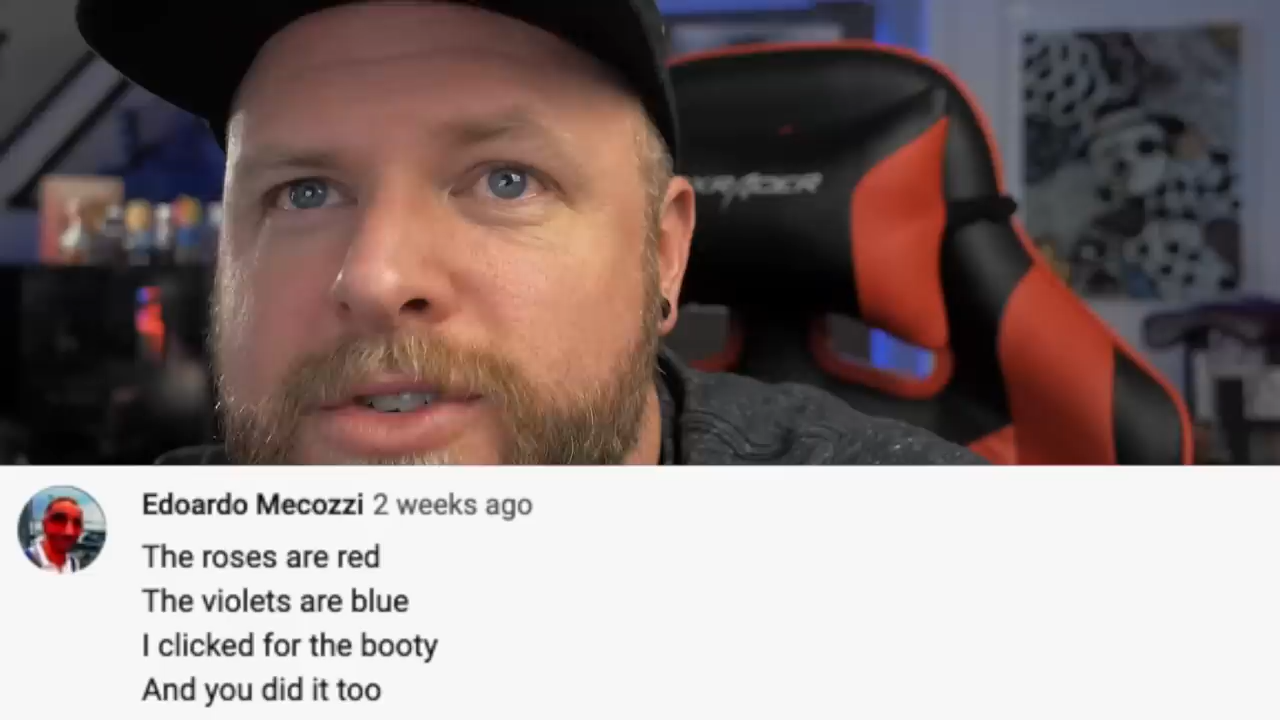 DXRACER
Edoardo Mecozzi 2 weeks ago
The roses are red
The violets are blue
I clicked for the booty
And you did it too